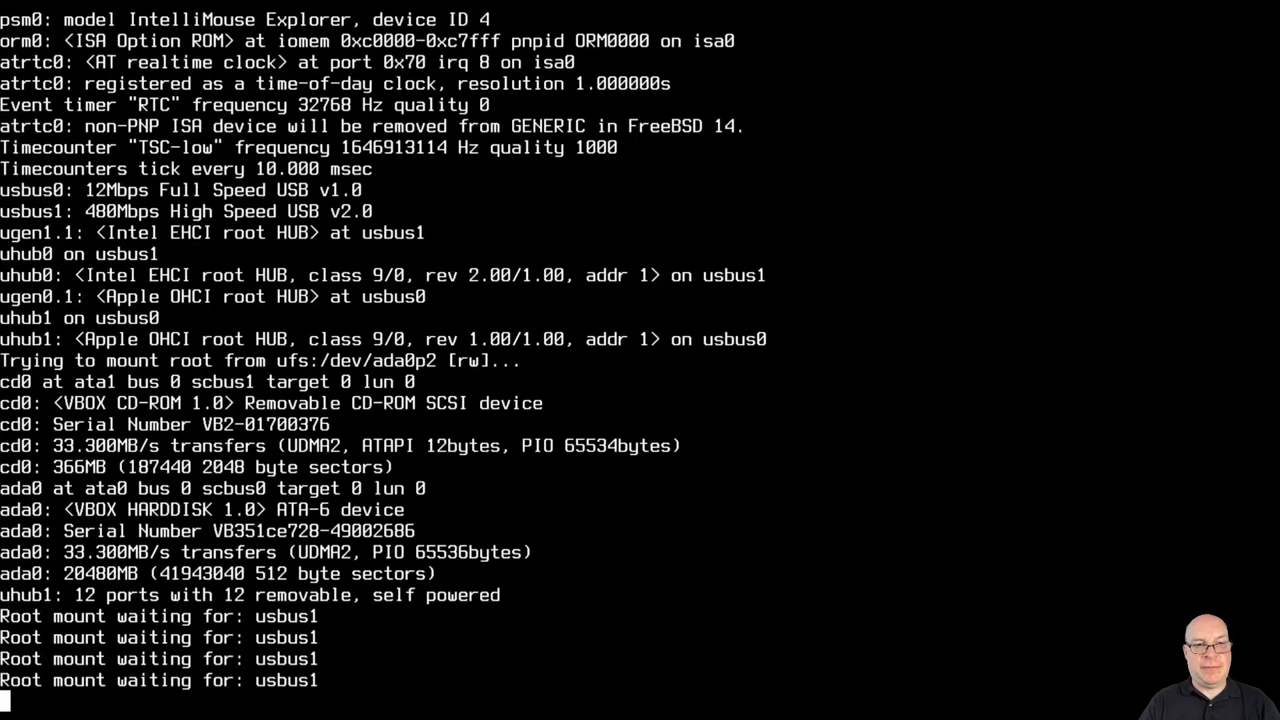 psm0: model IntelliMouse Explorer, device ID 4
orm0: <ISA Option ROM> at iomem 0xc0000-0xc7fff pnpid ORM0000 on isa0
atrtc0: <AT realtime clock> at port 0x70 irq 8 on isa0
atrtc0: registered as a time-of-day clock, resolution 1.000000s
Event timer "RTC" frequency 32768 Hz quality 0
atrtc0: non-PNP ISA device will be removed from GENERIC in FreeBSD 14.
Timecounter "TSC-low" frequency 1646913114 Hz quality 1000
Timecounters tick every 10.000 msec
usbus0: 12Mbps Full Speed USB v1.0
usbus1: 480Mbps High Speed USB v2.0
ugen1.1: <Intel EHCI root HUB> at usbus1
uhub0 on usbus1
uhub0: <Intel EHCI root HUB, class 9/0, rev 2.00/1.00, addr 1> on usbus1
ugen0.1: <Apple OHCI root HUB> at usbus0
uhub1 on usbus0
uhub1: <Apple OHCI root HUB, class 9/0, rev 1.00/1.00, addr 1> on usbus0
Trying to mount root from ufs:/dev/ada0p2 [rw]...
cd0 at ata1 bus 0 scbus1 target 0 lun 0
cd0: <VBOX CD-ROM 1.0> Removable CD-ROM SCSI device
cd0: Serial Number VB2-01700376
cd0: 33.300MB/s transfers (UDMA2, ATAPI 12bytes, PIO 65534bytes)
cd0: 366MB (187440 2048 byte sectors)
ada0 at ata0 bus 0 scbus0 target 0 lun 0
ada0: <VBOX HARDDISK 1.0> ATA-6 device
ada0: Serial Number VB351ce728-49002686
ada0: 33.300MB/s transfers (UDMA2, PIO 65536bytes)
ada0: 20480MB (41943040 512 byte sectors)
uhub1: 12 ports with 12 removable, self powered
Root mount waiting for: usbus1
Root mount waiting for: usbus1
Root mount waiting for: usbus1
Root mount waiting for: usbus1